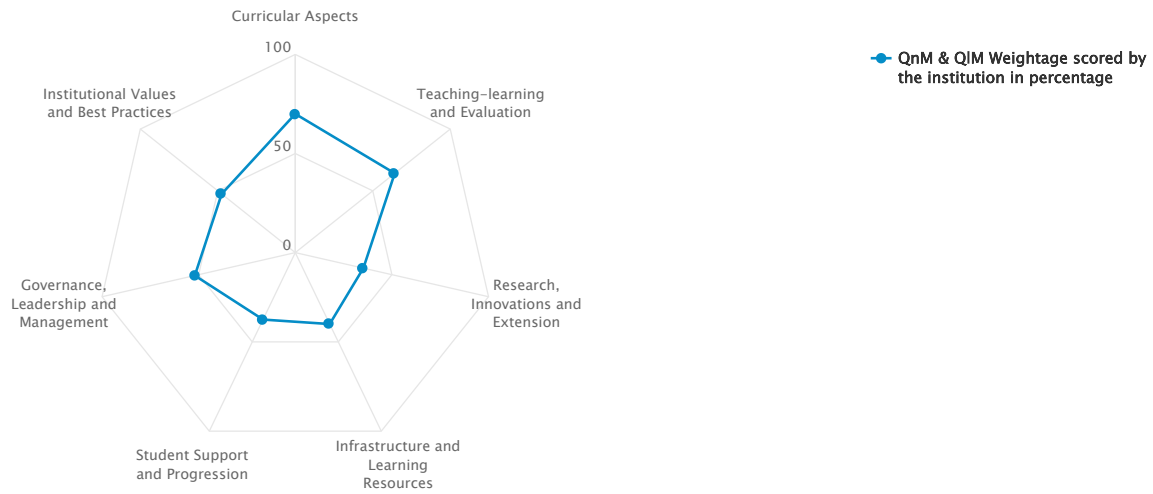 Curricular Aspects
100
Teaching-learning
and Evaluation
Institutional Values
and Best Practices
50
0
Research,
Innovations and
Extension
Governance,
Leadership and
Management
Infrastructure and
Learning
Resources
Student Support
and Progression
QnM & QlM Weightage scored by
the institution in percentage